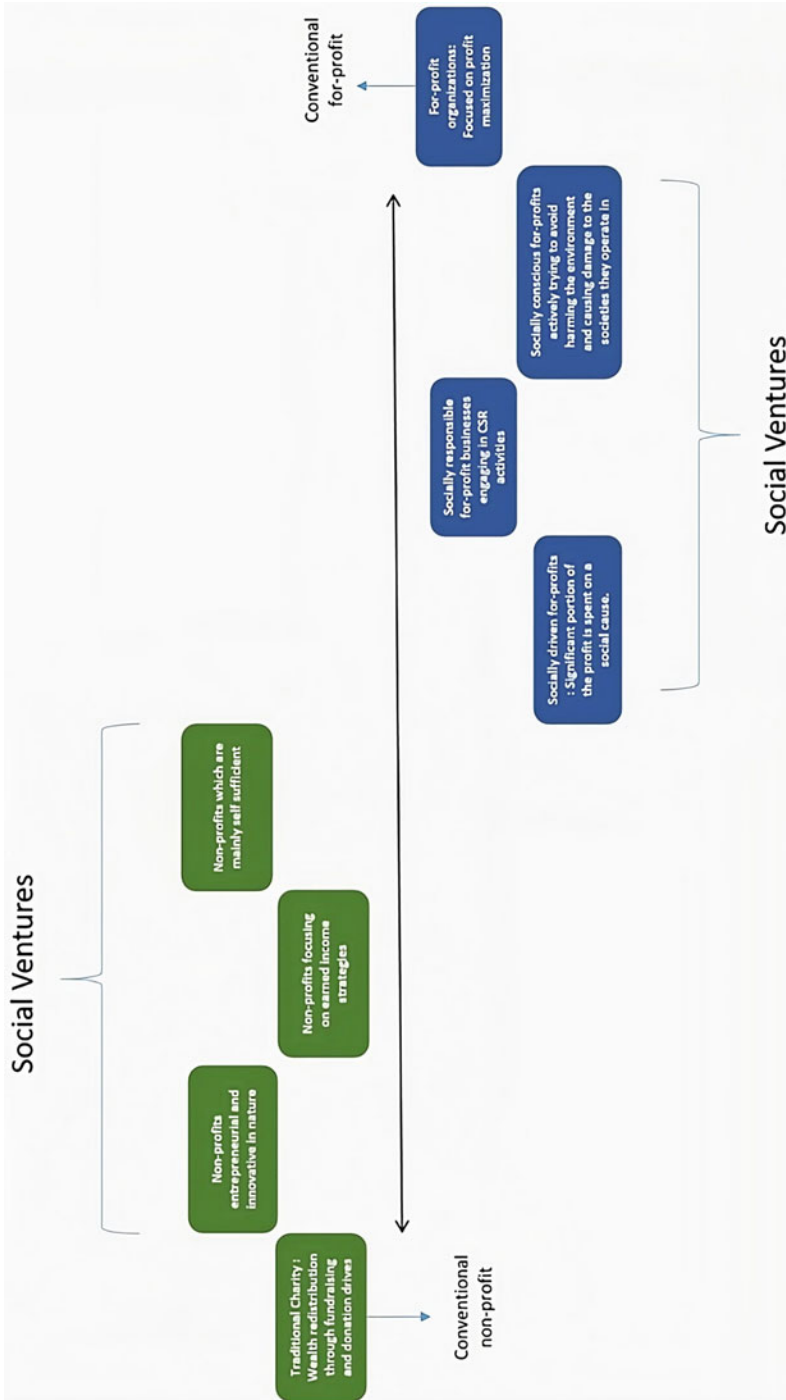 Social Ventures
Traditional Charity :
Wealth redistribution
through fundraising
and donation drives
Non-profits
entrepreneurial and
innovative in nature
Non-profits focusing
on earned income
strategies
Non-profits which are
mainly self sufficient
Conventional
non-profit
Conventional
for-profit
Socially driven for-profits
: Significant portion of
the profit is spent on a
social cause.
Socially responsible
for-profit businesses
engaging in CSR
activities
Socially conscious for-profits
actively trying to avoid
harming the environment
and causing damage to the
societies they operate in
For-profit
organizations:
Focused on profit
maximization
Social Ventures